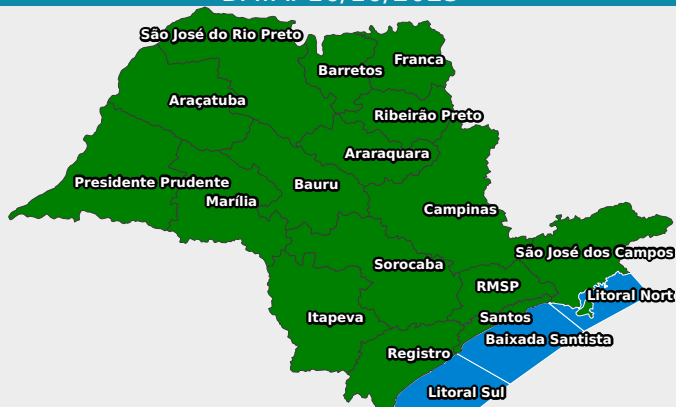 São José do Rio Preto
Franca
Barretos
Araçatuba
Ribeirão Preto
Araraquara
Presidente Prudente
Bauru
Marília
Campinas
São José dos Campos
Sorocaba
RMSP
Litoral Norte
Itapeva
Santos
Baixada Santista
Registro
Litoral Sul